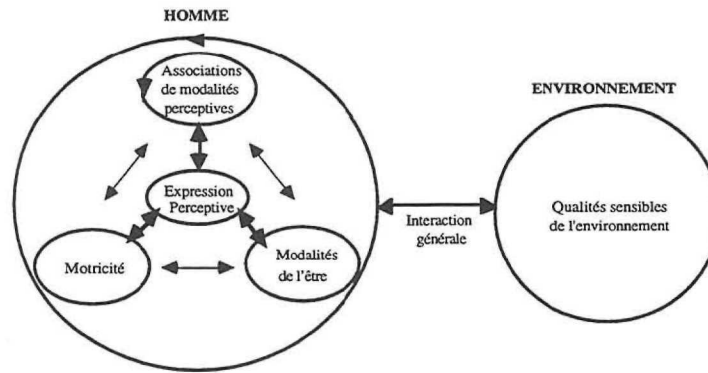 HOMME
Associations
de modalités
perceptives
Expression
Perceptive
Motricité
Modalités
de l'être
Interaction
générale
ENVIRONNEMENT
Qualités sensibles
de l'environnement